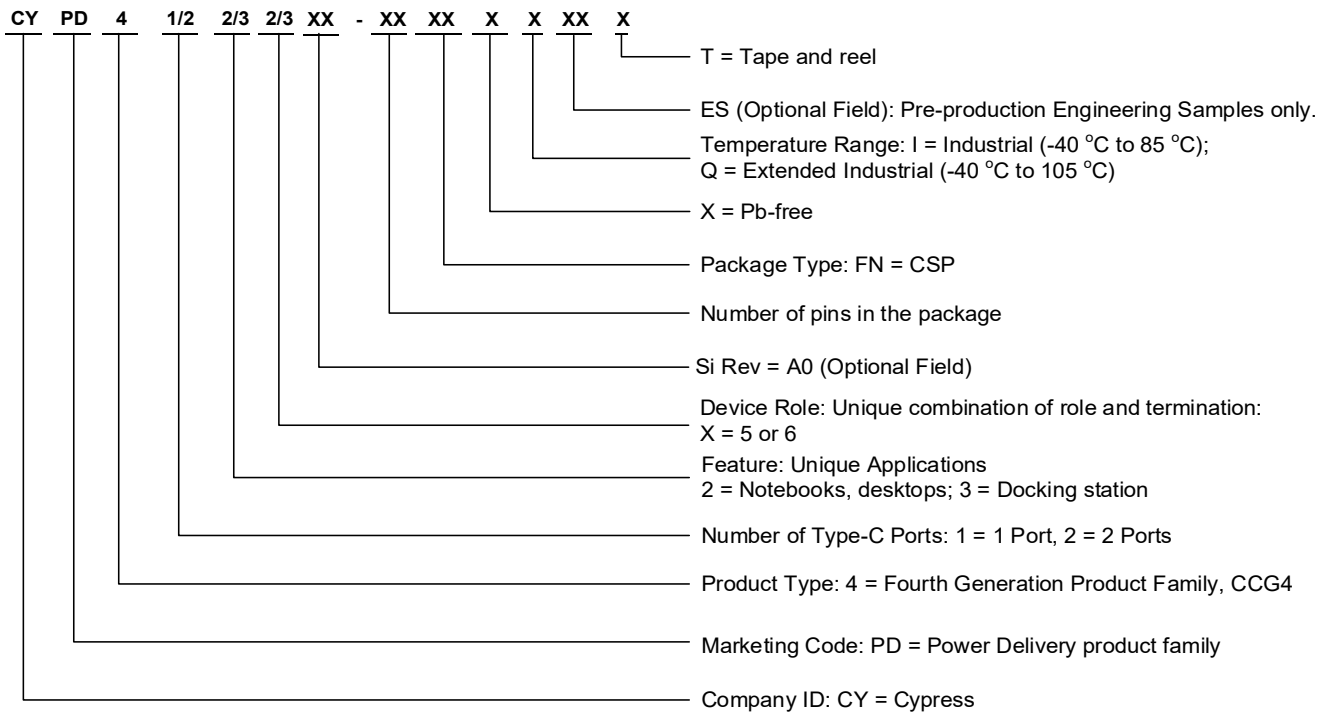 CY PD 4 1/2 2/3 2/3 XX - XX XX X X XX X
T = Tape and reel
ES (Optional Field): Pre-production Engineering Samples only.
Temperature Range: I = Industrial (-40 °C to 85 °C);
Q = Extended Industrial (-40 °C to 105 °C)
X = Pb-free
Package Type: FN = CSP
Number of pins in the package
Si Rev = A0 (Optional Field)
Device Role: Unique combination of role and termination:
X = 5 or 6
Feature: Unique Applications
2 = Notebooks, desktops; 3 = Docking station
Number of Type-C Ports: 1 = 1 Port, 2 = 2 Ports
Product Type: 4 = Fourth Generation Product Family, CCG4
Marketing Code: PD = Power Delivery product family
Company ID: CY = Cypress